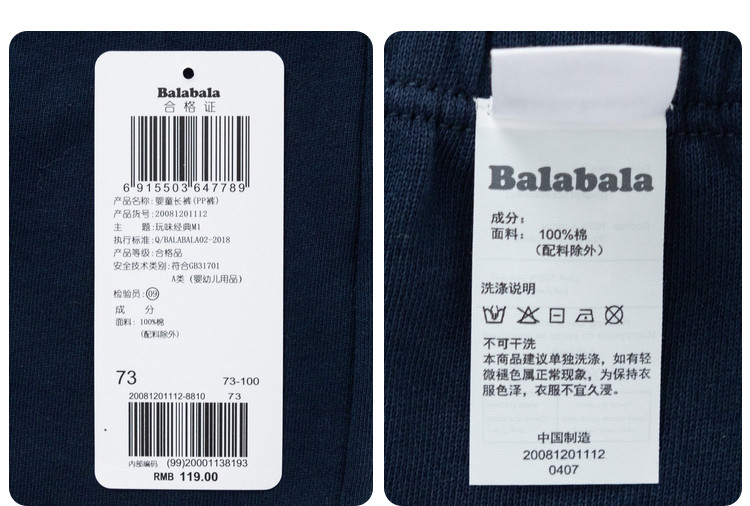 Balabala
合格证
6 915503 647789
产品名称:婴童长裤(PP裤)
产品货号:20081201112
主 题:玩味经典M1
执行标准:Q/BALABALA02-2018
产品等级:合格品
安全技术类别:符合GB31701
A类 (婴幼儿用品)
检验员:09
成 分
面料: 100%棉
(配料除外)
73 73-100
20081201112-8810 73
内部编码 (99)20001138193
RMB 119.00
Balabala
成分:
面料: 100%棉
(配料除外)
洗涤说明
不可干洗
本商品建议单独洗涤,如有轻
微褪色属正常现象,为保持衣
服色泽,衣服不宜久浸。
中国制造
20081201112
0407